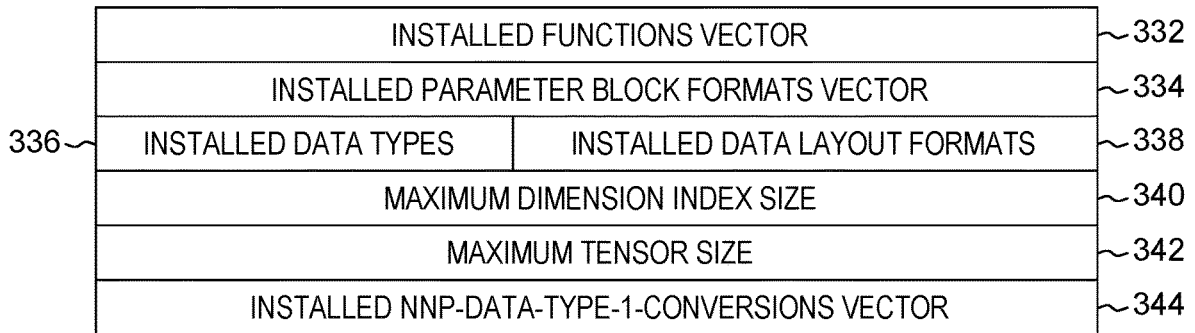 INSTALLED FUNCTIONS VECTOR 332
INSTALLED PARAMETER BLOCK FORMATS VECTOR 334
336 INSTALLED DATA TYPES INSTALLED DATA LAYOUT FORMATS 338
MAXIMUM DIMENSION INDEX SIZE 340
MAXIMUM TENSOR SIZE 342
INSTALLED NNP-DATA-TYPE-1-CONVERSIONS VECTOR 344